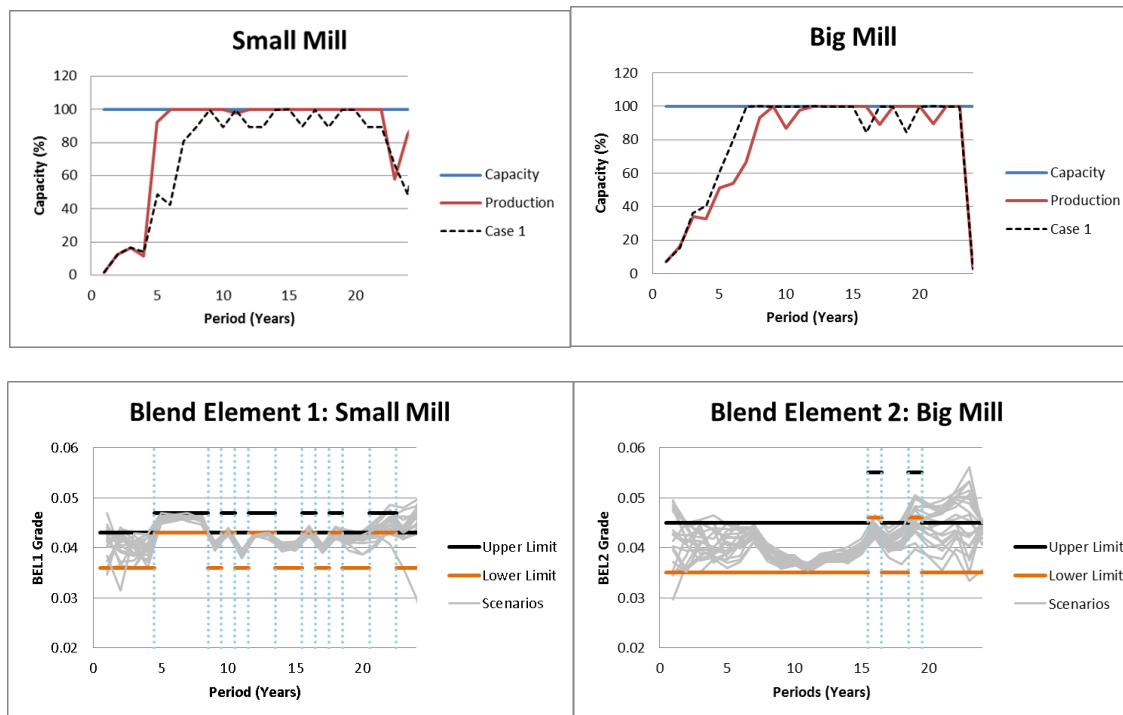 Small Mill
120
100
80
60
40
20
0
Capacity (%)
0 5 10 15 20
Period (Years)
Capacity
Production
Case 1
Big Mill
120
100
80
60
40
20
0
Capacity (%)
0 5 10 15 20
Period (Years)
Capacity
Production
Case 1
Blend Element 1: Small Mill
0.06
0.05
0.04
0.03
0.02
BEL1 Grade
0 5 10 15 20
Period (Years)
Upper Limit
Lower Limit
Scenarios
Blend Element 2: Big Mill
0.06
0.05
0.04
0.03
0.02
BEL2 Grade
0 5 10 15 20
Periods (Years)
Upper Limit
Lower Limit
Scenarios